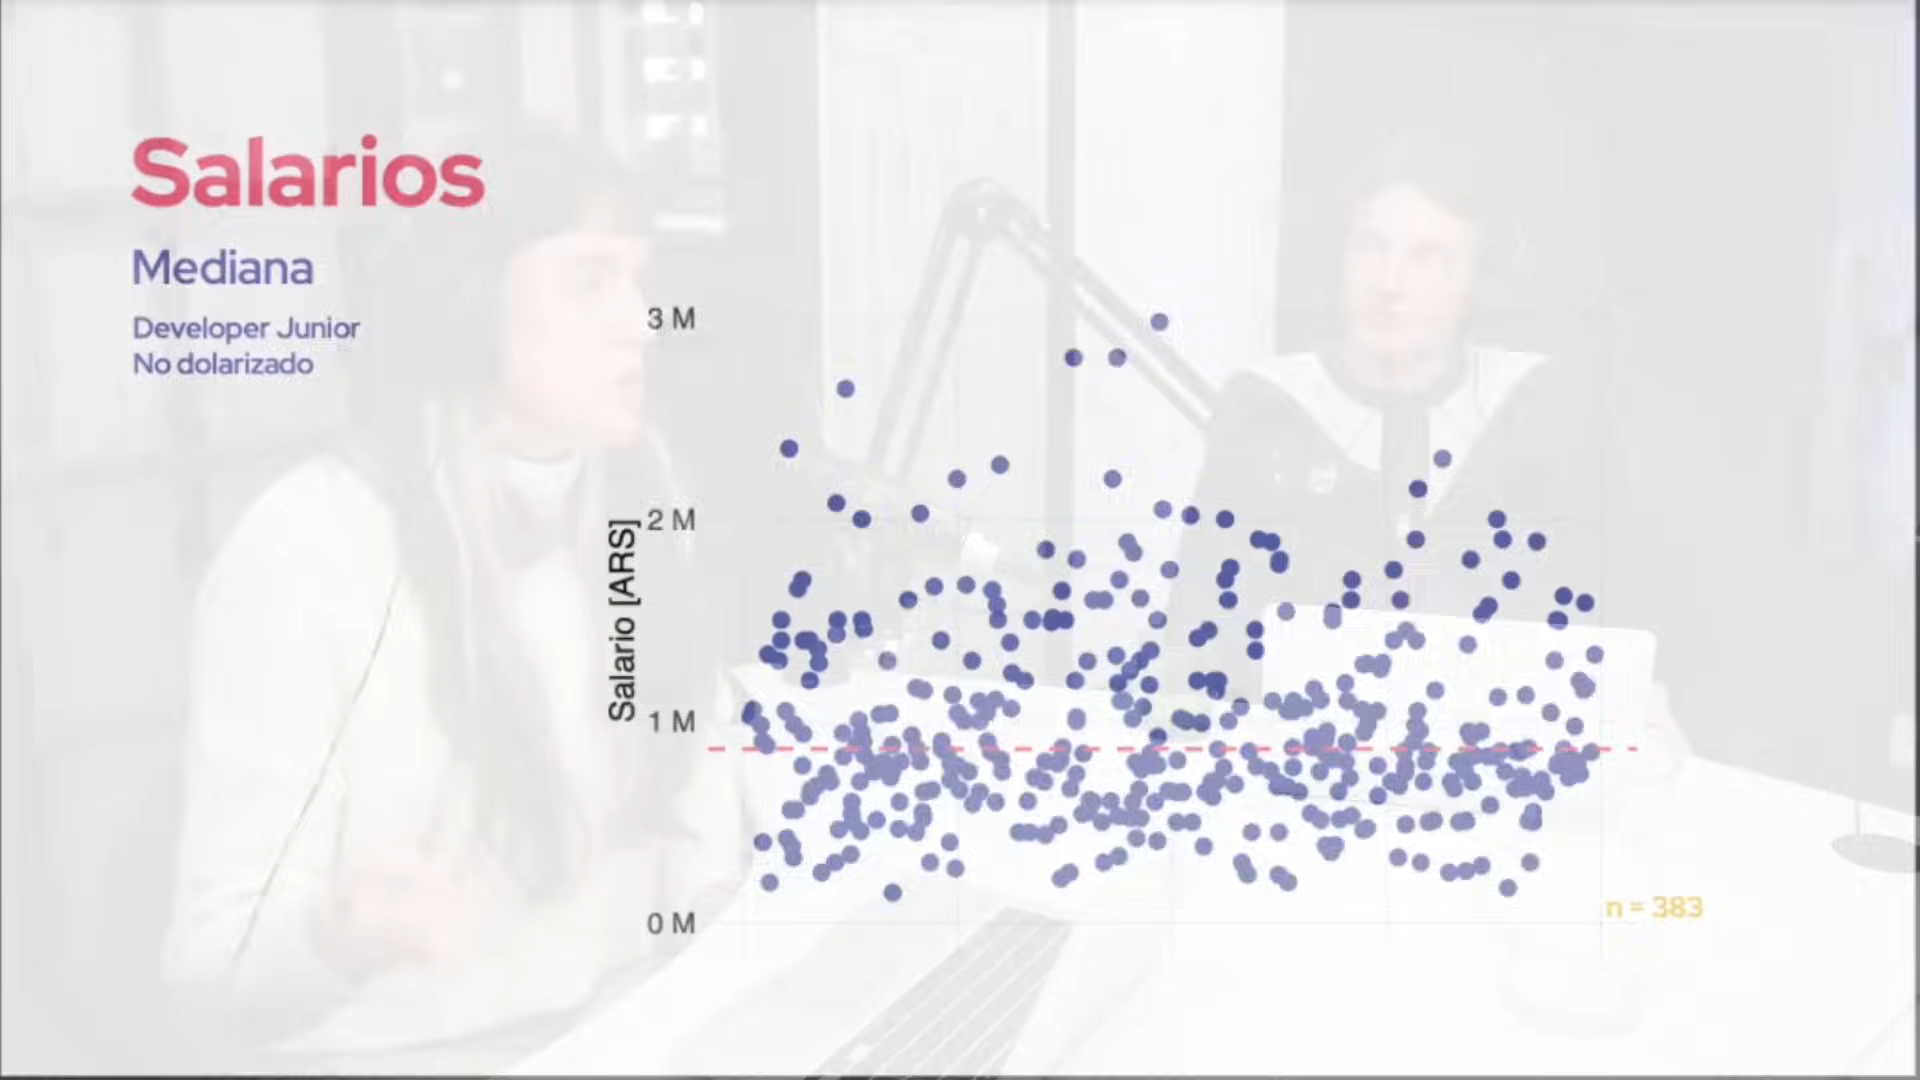 Salarios
Mediana
Developer Junior
No dolarizado
3 M
2 M
1 M
0 M
Salario [ARS]
n = 383